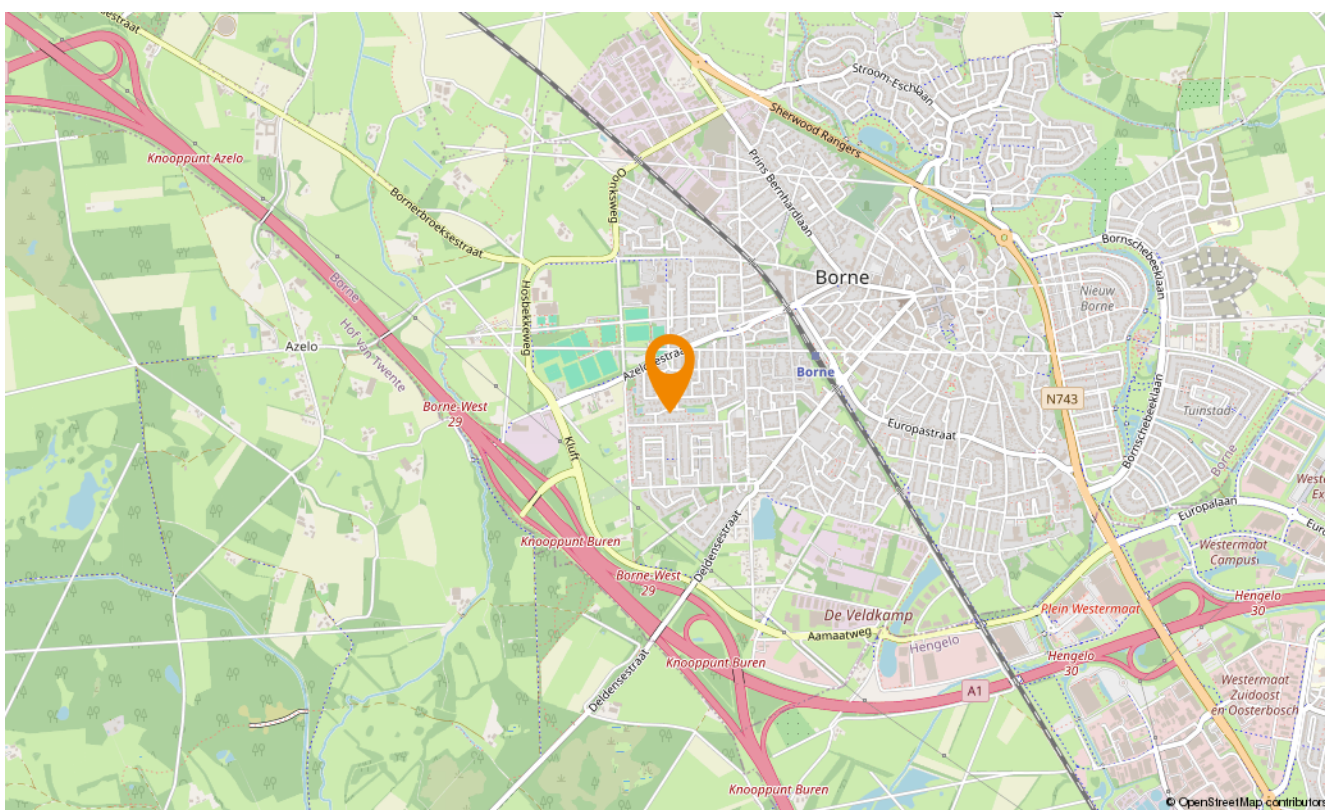 senbroeksestraat
Stroom-Eschlaan
Sherwood Rangers
Knooppunt Azelo
Prins Bernhardlaan
Oonksweg
Bornerbroeksestraat
Bornschebeeklaan
Borne
Borne
Hosbekkeweg
Nieuw
Borne
Hof van Twente
Azelo
Azelosestraat
Borne
N743
Borne-West
29
Tuinstad
Europastraat
Bornschebeeklaan
Borne
Kluft
Europalaan
Knooppunt Buren
Deldensestraat
Westermaat
Campus
Borne-West
29
Hengelo
30
Plein Westermaat
De Veldkamp
Aamaatweg
Hengelo
Knooppunt Buren
Hengelo
30
Deldensestraat
A1
Westermaat
Zuidoost
en Oosterbosch
Knooppunt Buren
© OpenStreetMap contributors